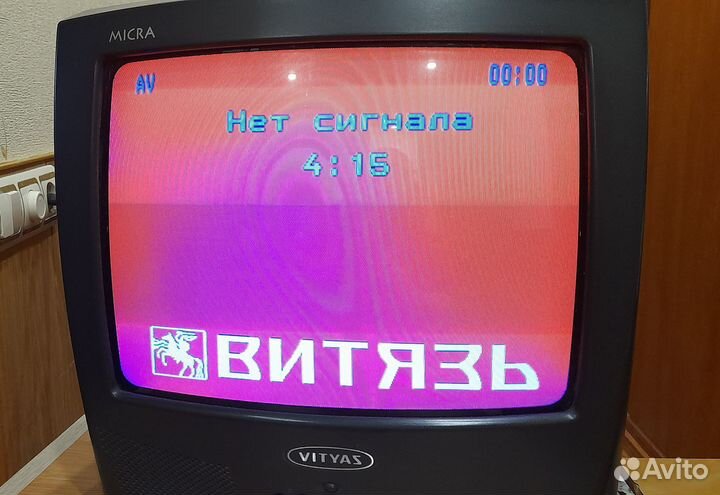 MICRA
AV 00:00
Нет сигнала
4:15
ВИТЯЗЬ
VITYAZ
Avito